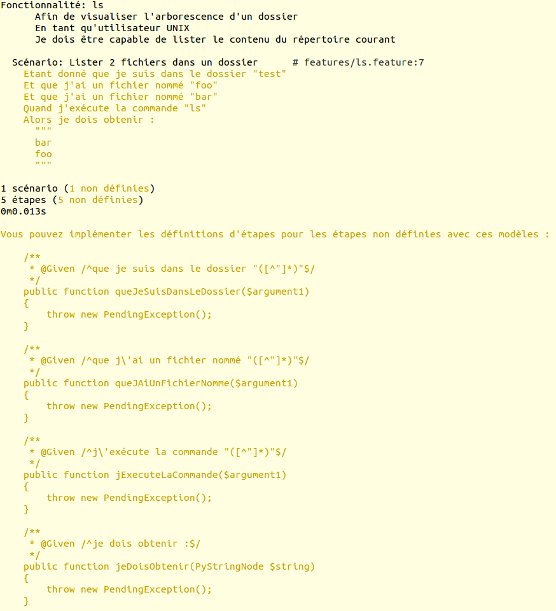 Fonctionnalité: ls
Afin de visualiser l'arborescence d'un dossier
En tant qu'utilisateur UNIX
Je dois être capable de lister le contenu du répertoire courant
Scénario: Lister 2 fichiers dans un dossier # features/ls.feature:7
Etant donné que je suis dans le dossier "test"
Et que j'ai un fichier nommé "foo"
Et que j'ai un fichier nommé "bar"
Quand j'exécute la commande "ls"
Alors je dois obtenir :
"""
bar
foo
"""
1 scénario (1 non définies)
5 étapes (5 non définies)
0m0.013s
Vous pouvez implémenter les définitions d'étapes pour les étapes non définies avec ces modèles :
/**
* @Given /^que je suis dans le dossier "([^"]*)"$/
*/
public function queJeSuisDansLeDossier($argument1)
{
throw new PendingException();
}
/**
* @Given /^que j\'ai un fichier nommé "([^"]*)"$/
*/
public function queJAiUnFichierNomme($argument1)
{
throw new PendingException();
}
/**
* @Given /^j\'exécute la commande "([^"]*)"$/
*/
public function jExecuteLaCommande($argument1)
{
throw new PendingException();
}
/**
* @Given /^je dois obtenir :$/
*/
public function jeDoisObtenir(PyStringNode $string)
{
throw new PendingException();
}